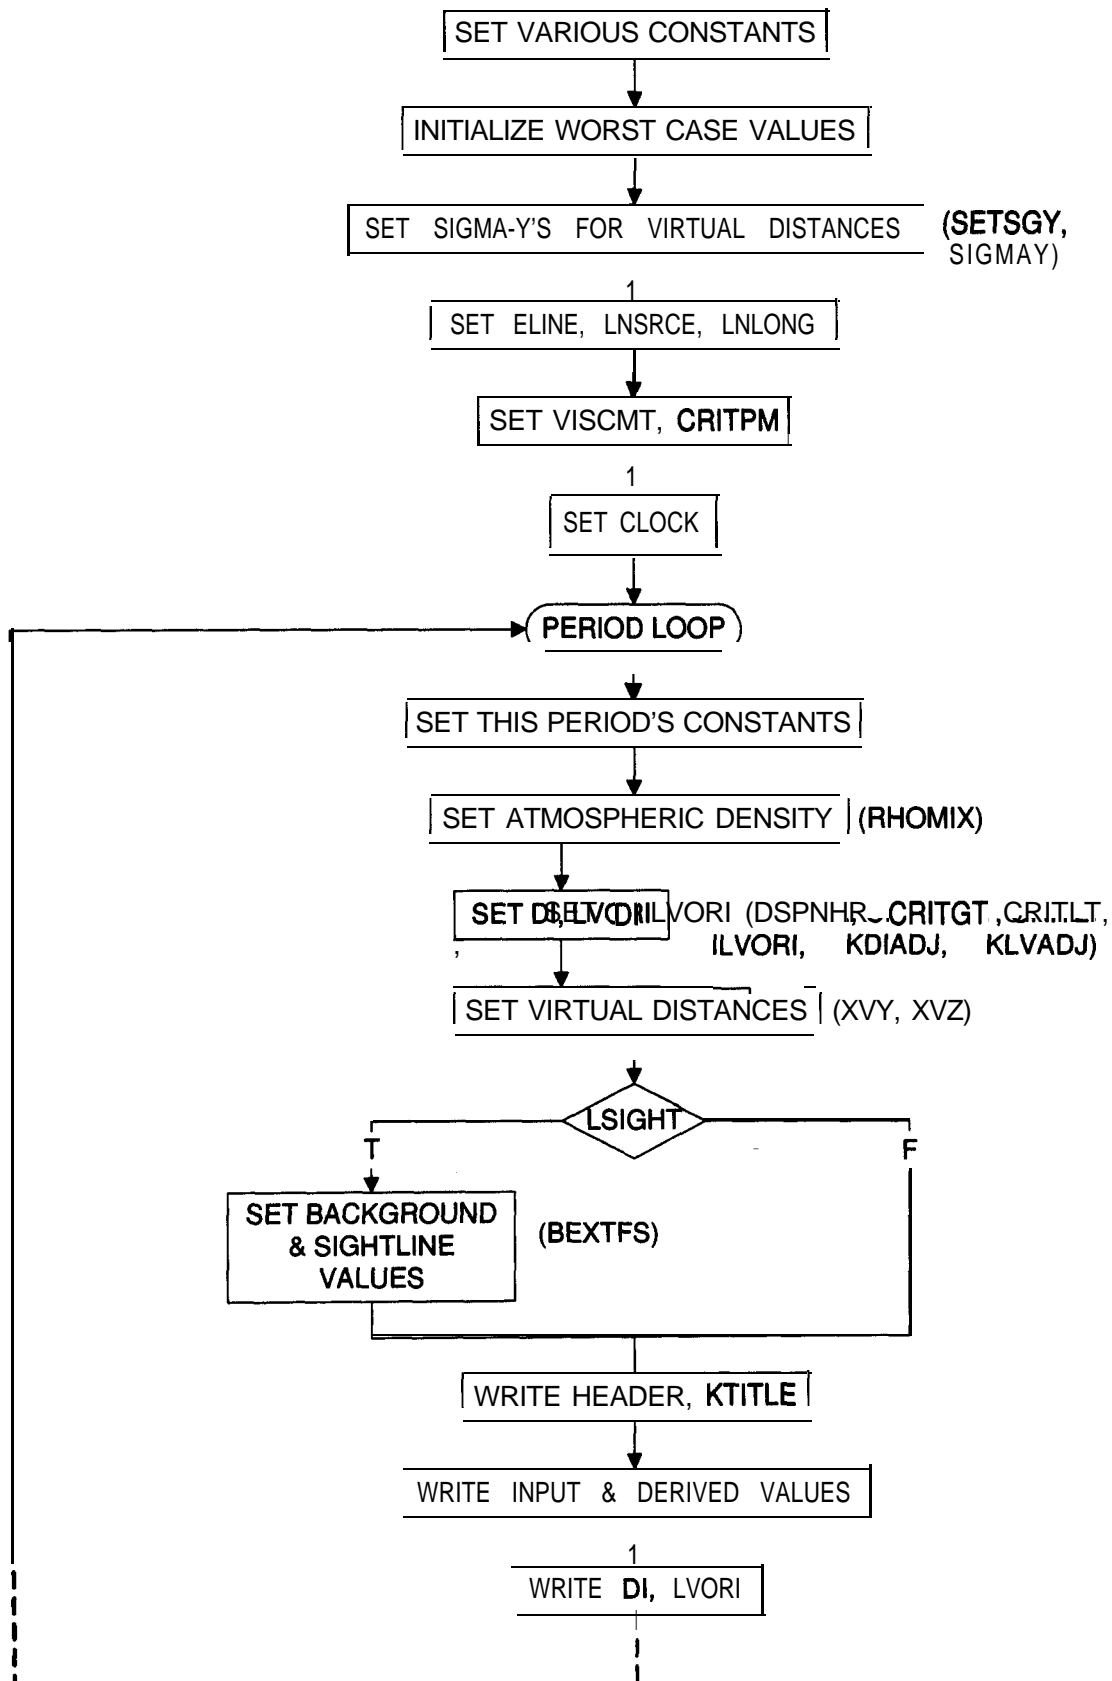 SET VARIOUS CONSTANTS
INITIALIZE WORST CASE VALUES
SET SIGMA-Y'S FOR VIRTUAL DISTANCES (SETSGY,
SIGMAY)
1
SET ELINE, LNSRCE, LNLONG
SET VISCMT, CRITPM
1
SET CLOCK
PERIOD LOOP
SET THIS PERIOD'S CONSTANTS
SET ATMOSPHERIC DENSITY (RHOMIX)
SET DI, LVORI (DSPNHR, CRITGT, CRITLT,
ILVORI, KDIADJ, KLVADJ)
SET VIRTUAL DISTANCES (XVY, XVZ)
LSIGHT
T F
SET BACKGROUND
& SIGHTLINE (BEXTFS)
VALUES
WRITE HEADER, KTITLE
WRITE INPUT & DERIVED VALUES
1
WRITE DI, LVORI